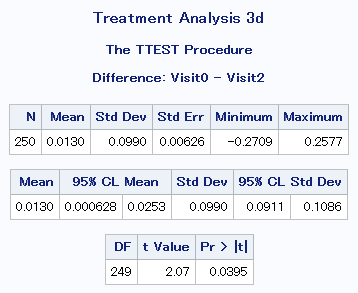 Treatment Analysis 3d
The TTEST Procedure
Difference: Visit0 - Visit2
N Mean Std Dev Std Err Minimum Maximum
250 0.0130 0.0990 0.00626 -0.2709 0.2577
Mean 95% CL Mean Std Dev 95% CL Std Dev
0.0130 0.000628 0.0253 0.0990 0.0911 0.1086
DF t Value Pr > |t|
249 2.07 0.0395